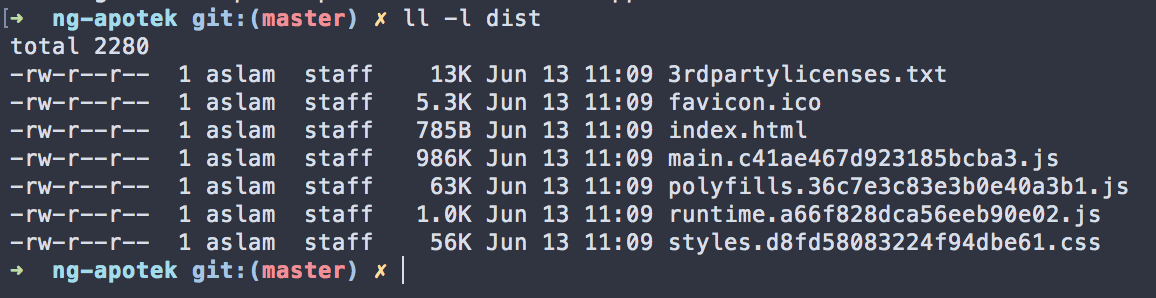 [➜ ng-apotek git:(master) ✗ ll -l dist
total 2280
-rw-r--r-- 1 aslam staff 13K Jun 13 11:09 3rdpartylicenses.txt
-rw-r--r-- 1 aslam staff 5.3K Jun 13 11:09 favicon.ico
-rw-r--r-- 1 aslam staff 785B Jun 13 11:09 index.html
-rw-r--r-- 1 aslam staff 986K Jun 13 11:09 main.c41ae467d923185bcba3.js
-rw-r--r-- 1 aslam staff 63K Jun 13 11:09 polyfills.36c7e3c83e3b0e40a3b1.js
-rw-r--r-- 1 aslam staff 1.0K Jun 13 11:09 runtime.a66f828dca56eeb90e02.js
-rw-r--r-- 1 aslam staff 56K Jun 13 11:09 styles.d8fd58083224f94dbe61.css
➜ ng-apotek git:(master) ✗